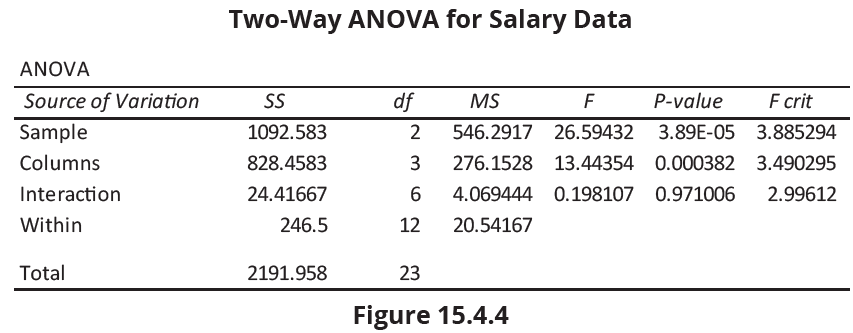 Two-Way ANOVA for Salary Data
ANOVA
Source of Variation SS df MS F P-value F crit
Sample 1092.583 2 546.2917 26.59432 3.89E-05 3.885294
Columns 828.4583 3 276.1528 13.44354 0.000382 3.490295
Interaction 24.41667 6 4.069444 0.198107 0.971006 2.99612
Within 246.5 12 20.54167
Total 2191.958 23
Figure 15.4.4